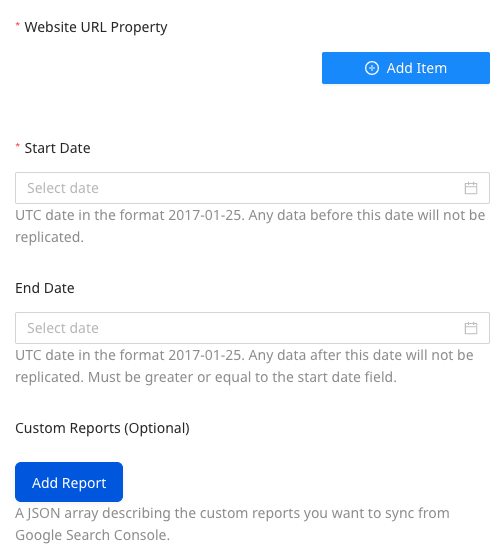 * Website URL Property
Add Item
* Start Date
Select date
UTC date in the format 2017-01-25. Any data before this date will not be
replicated.
End Date
Select date
UTC date in the format 2017-01-25. Any data after this date will not be
replicated. Must be greater or equal to the start date field.
Custom Reports (Optional)
Add Report
A JSON array describing the custom reports you want to sync from
Google Search Console.